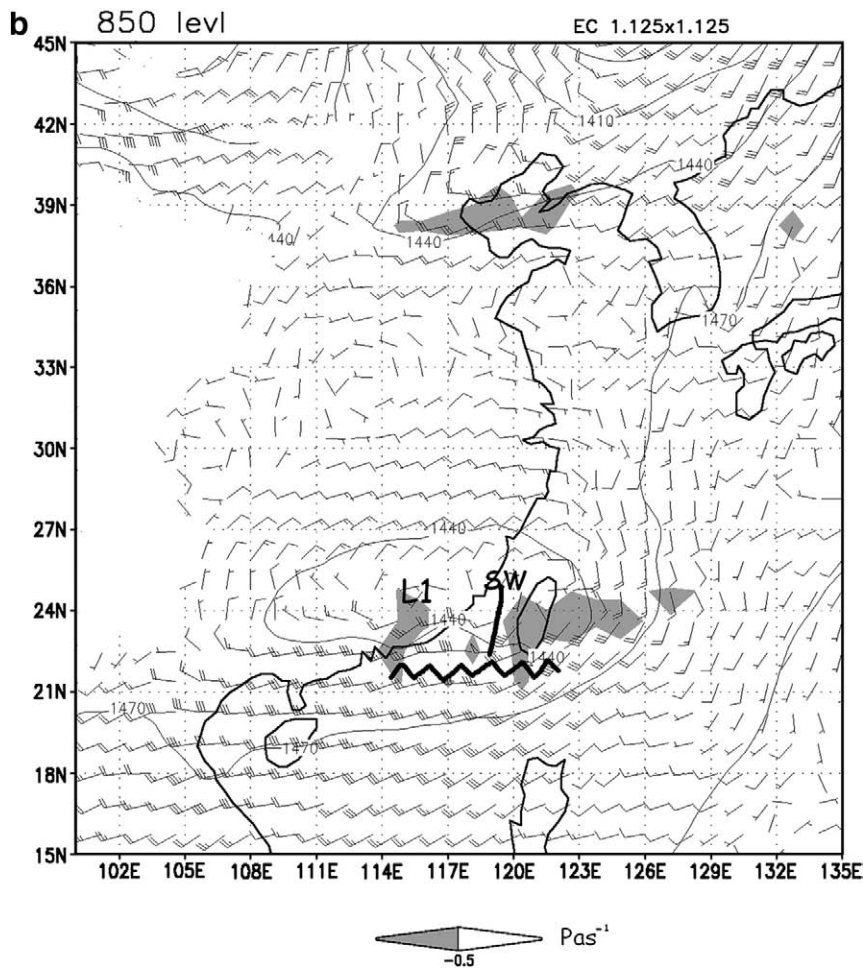 b 850 levl EC 1.125x1.125
45N
42N
39N
36N
33N
30N
27N
24N
21N
18N
15N
1410
1440
440
1440
1470
1440
L1 SW
1440
1440
1470
1470
102E 105E 108E 111E 114E 117E 120E 123E 126E 129E 132E 135E
-0.5 Pas⁻¹